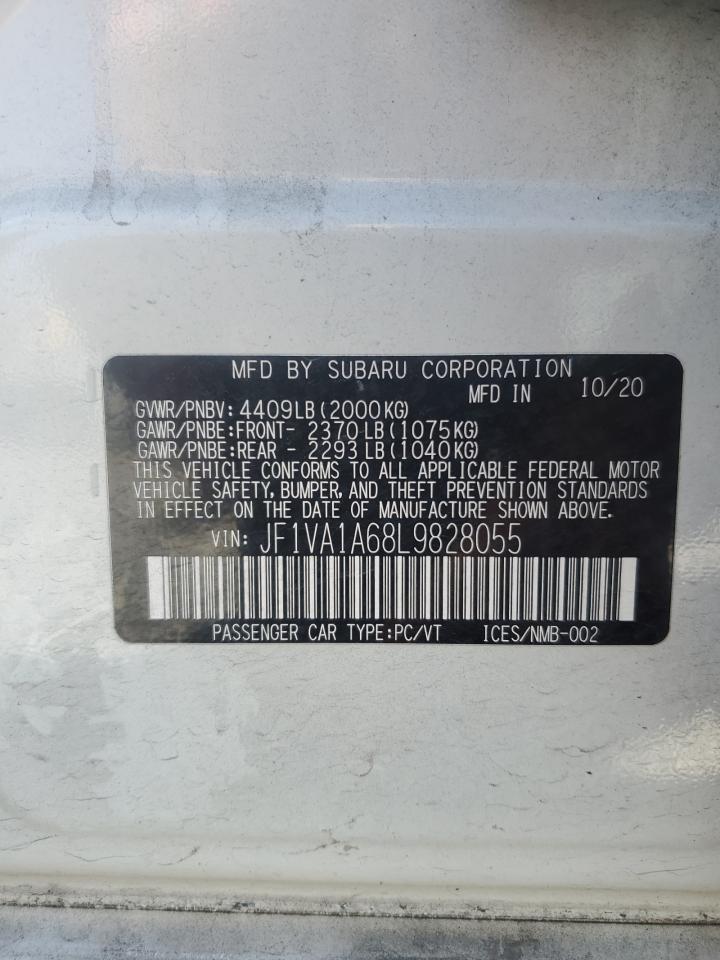 MFD BY SUBARU CORPORATION
MFD IN 10/20
GVWR/PNBV: 4409LB(2000KG)
GAWR/PNBE:FRONT- 2370LB(1075KG)
GAWR/PNBE:REAR - 2293LB(1040KG)
THIS VEHICLE CONFORMS TO ALL APPLICABLE FEDERAL MOTOR
VEHICLE SAFETY, BUMPER, AND THEFT PREVENTION STANDARDS
IN EFFECT ON THE DATE OF MANUFACTURE SHOWN ABOVE.
VIN: JF1VA1A68L9828055
PASSENGER CAR TYPE:PC/VT ICES/NMB-002